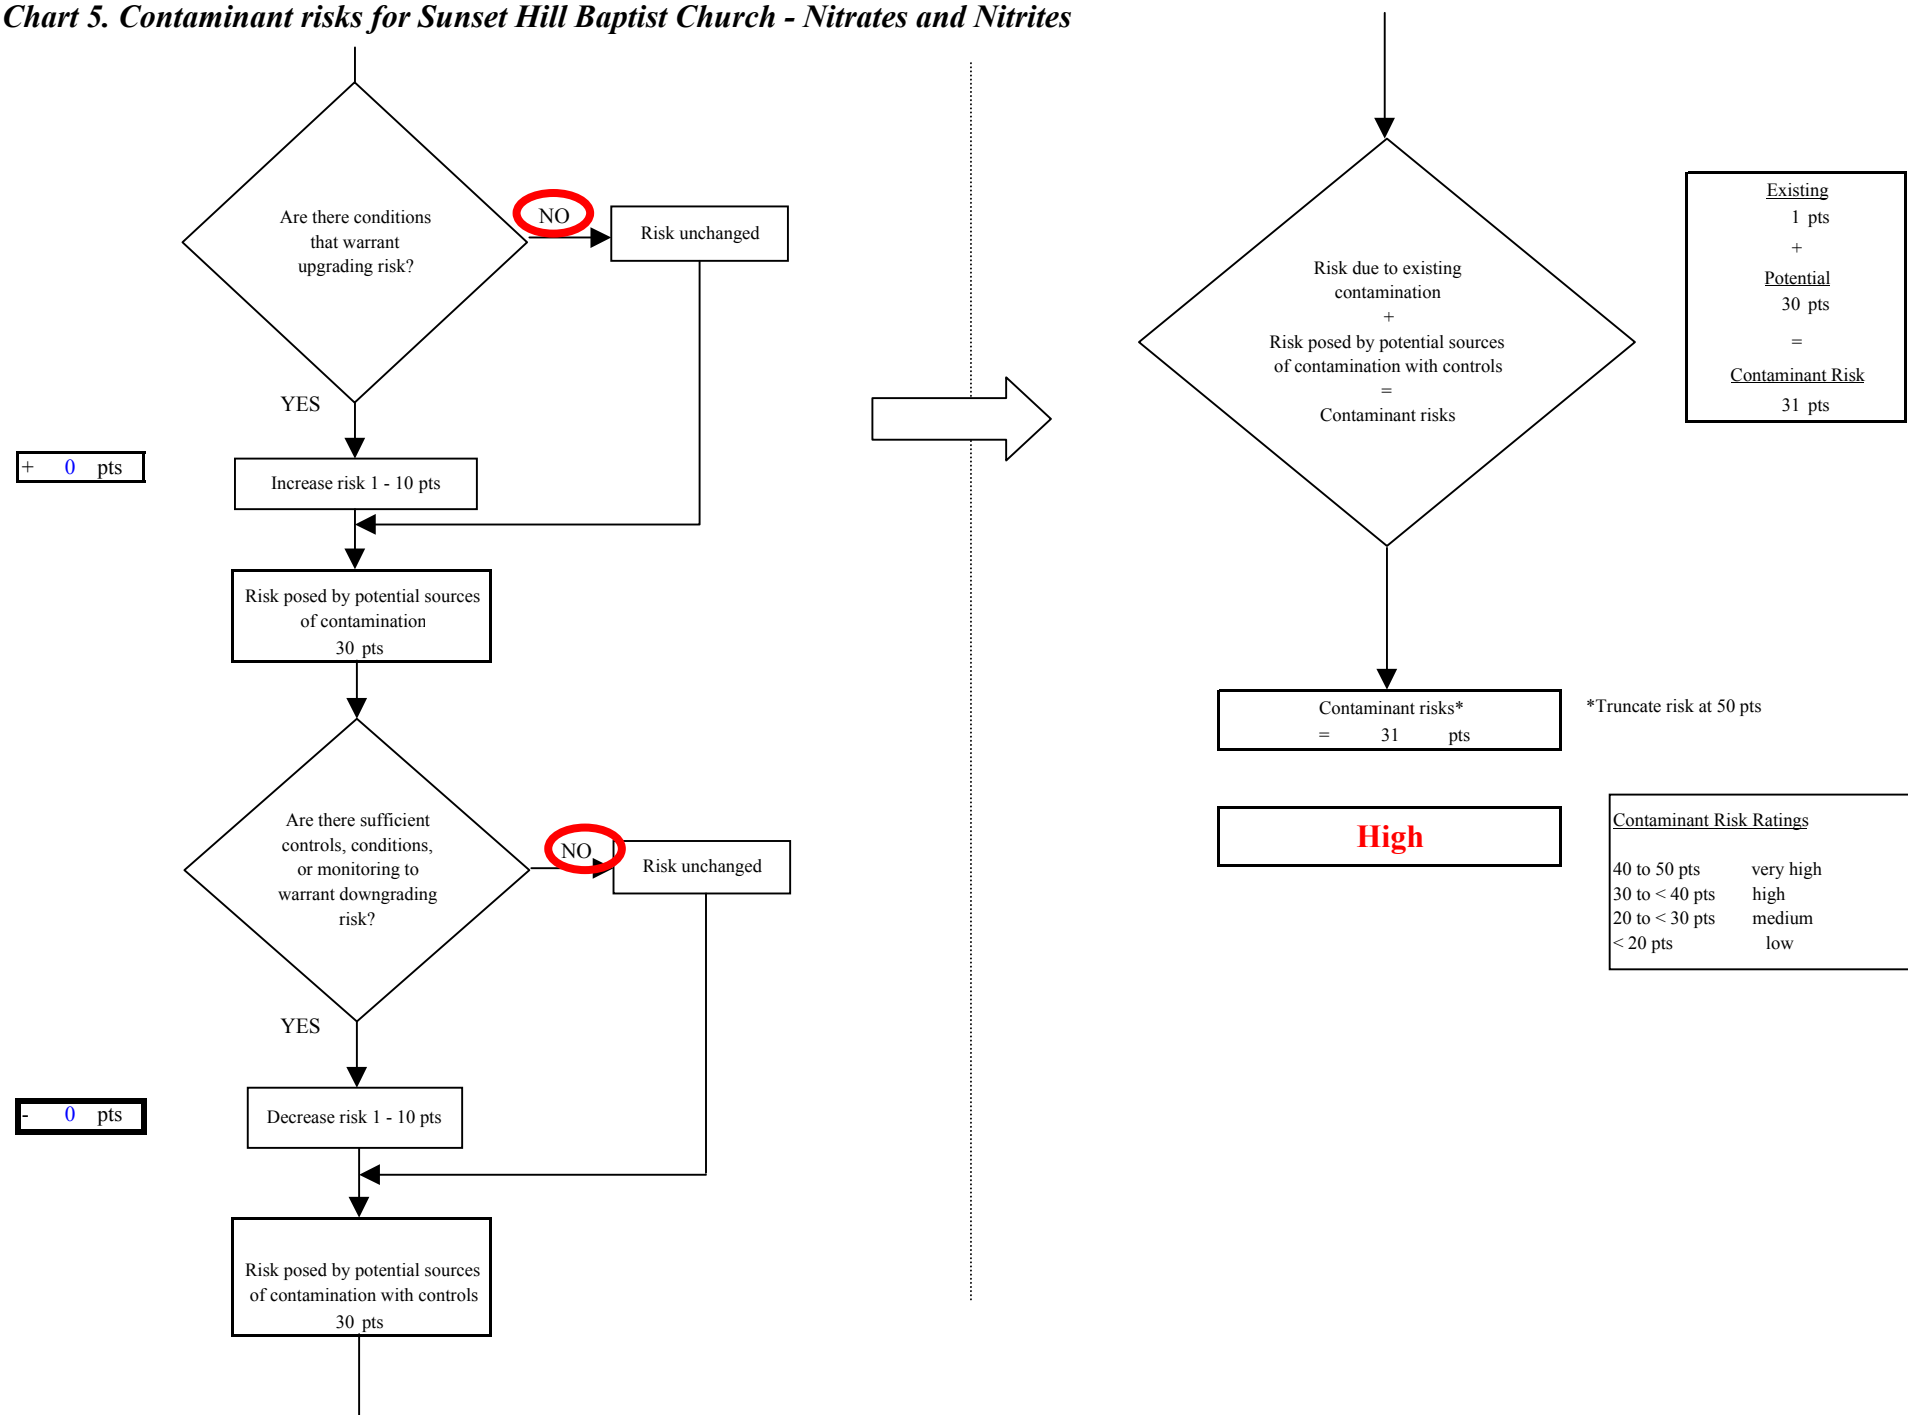 Chart 5. Contaminant risks for Sunset Hill Baptist Church - Nitrates and Nitrites
Are there conditions
that warrant
upgrading risk?
NO
Risk unchanged
YES
+ 0 pts
Increase risk 1 - 10 pts
Risk posed by potential sources
of contamination
30 pts
Are there sufficient
controls, conditions,
or monitoring to
warrant downgrading
risk?
NO
Risk unchanged
YES
- 0 pts
Decrease risk 1 - 10 pts
Risk posed by potential sources
of contamination with controls
30 pts
Risk due to existing
contamination
+
Risk posed by potential sources
of contamination with controls
=
Contaminant risks
Existing
1 pts
+
Potential
30 pts
=
Contaminant Risk
31 pts
Contaminant risks*
= 31 pts
*Truncate risk at 50 pts
High
Contaminant Risk Ratings
40 to 50 pts very high
30 to < 40 pts high
20 to < 30 pts medium
< 20 pts low